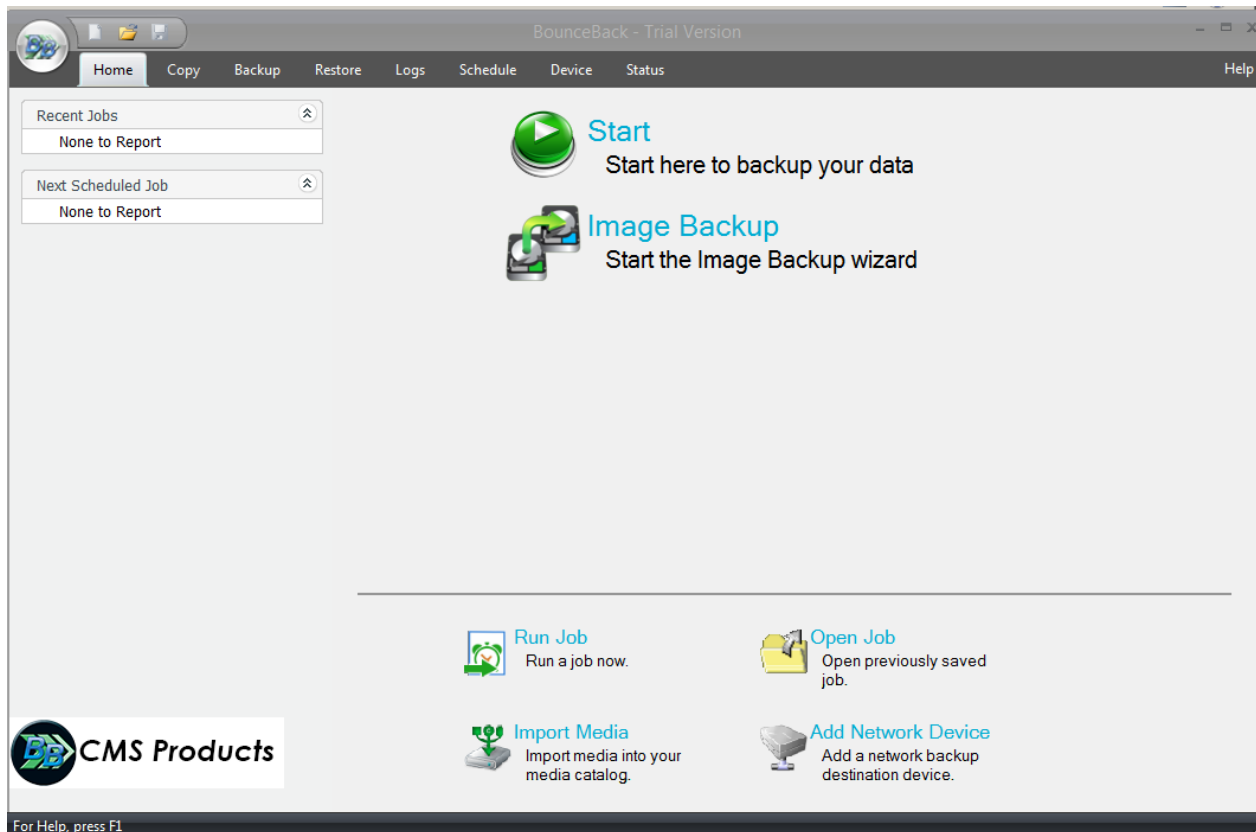 BounceBack - Trial Version
Home Copy Backup Restore Logs Schedule Device Status Help
Recent Jobs
None to Report
Next Scheduled Job
None to Report
Start
Start here to backup your data
Image Backup
Start the Image Backup wizard
Run Job
Run a job now.
Open Job
Open previously saved
job.
Import Media
Import media into your
media catalog.
Add Network Device
Add a network backup
destination device.
BB CMS Products
For Help, press F1